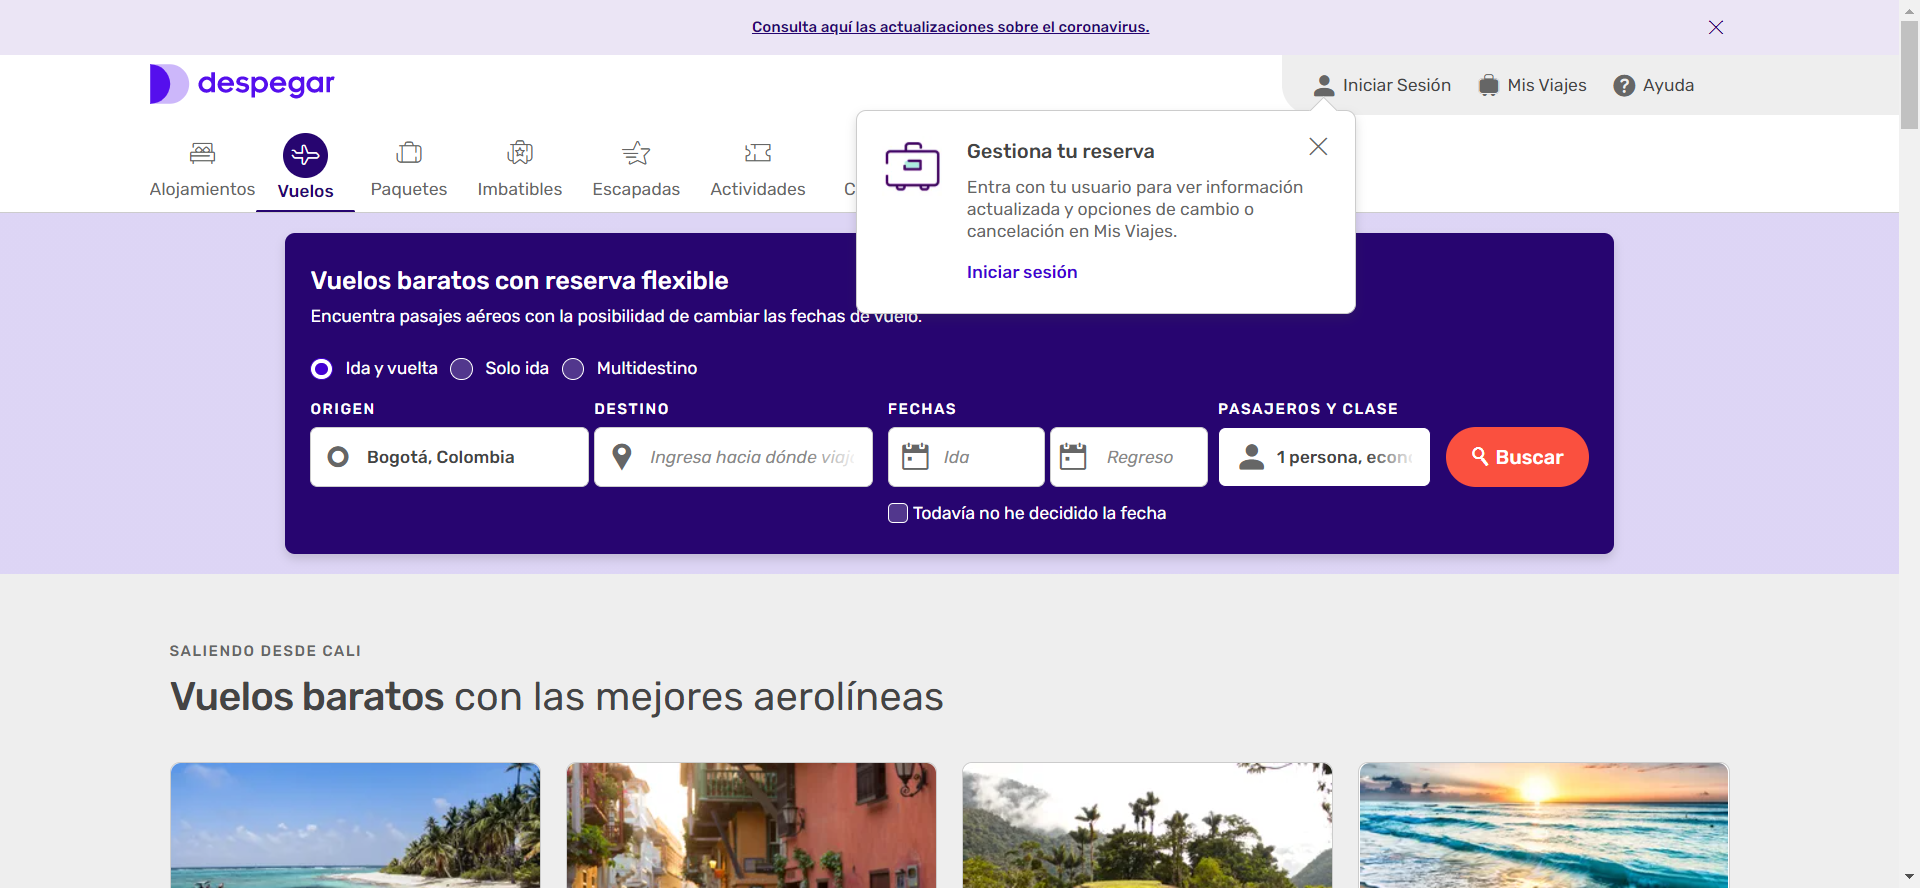 Consulta aquí las actualizaciones sobre el coronavirus.
despegar
Iniciar Sesión
Mis Viajes
Ayuda
Alojamientos
Vuelos
Paquetes
Imbatibles
Escapadas
Actividades
C
Gestiona tu reserva
Entra con tu usuario para ver información
actualizada y opciones de cambio o
cancelación en Mis Viajes.
Iniciar sesión
Vuelos baratos con reserva flexible
Encuentra pasajes aéreos con la posibilidad de cambiar las fechas de vuelo.
Ida y vuelta
Solo ida
Multidestino
ORIGEN
DESTINO
FECHAS
PASAJEROS Y CLASE
Bogotá, Colombia
Ingresa hacia dónde viaj
Ida
Regreso
1 persona, econ
Buscar
Todavía no he decidido la fecha
SALIENDO DESDE CALI
Vuelos baratos con las mejores aerolíneas